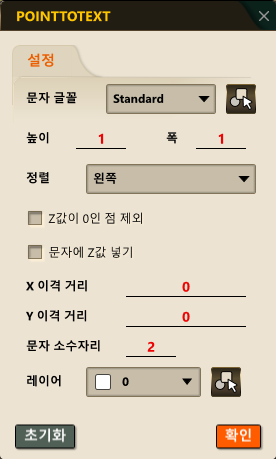 POINTTOTEXT
설정
문자 글꼴 Standard
높이 1 폭 1
정렬 왼쪽
Z값이 0인 점 제외
문자에 Z값 넣기
X 이격 거리 0
Y 이격 거리 0
문자 소수자리 2
레이어 0
초기화 확인